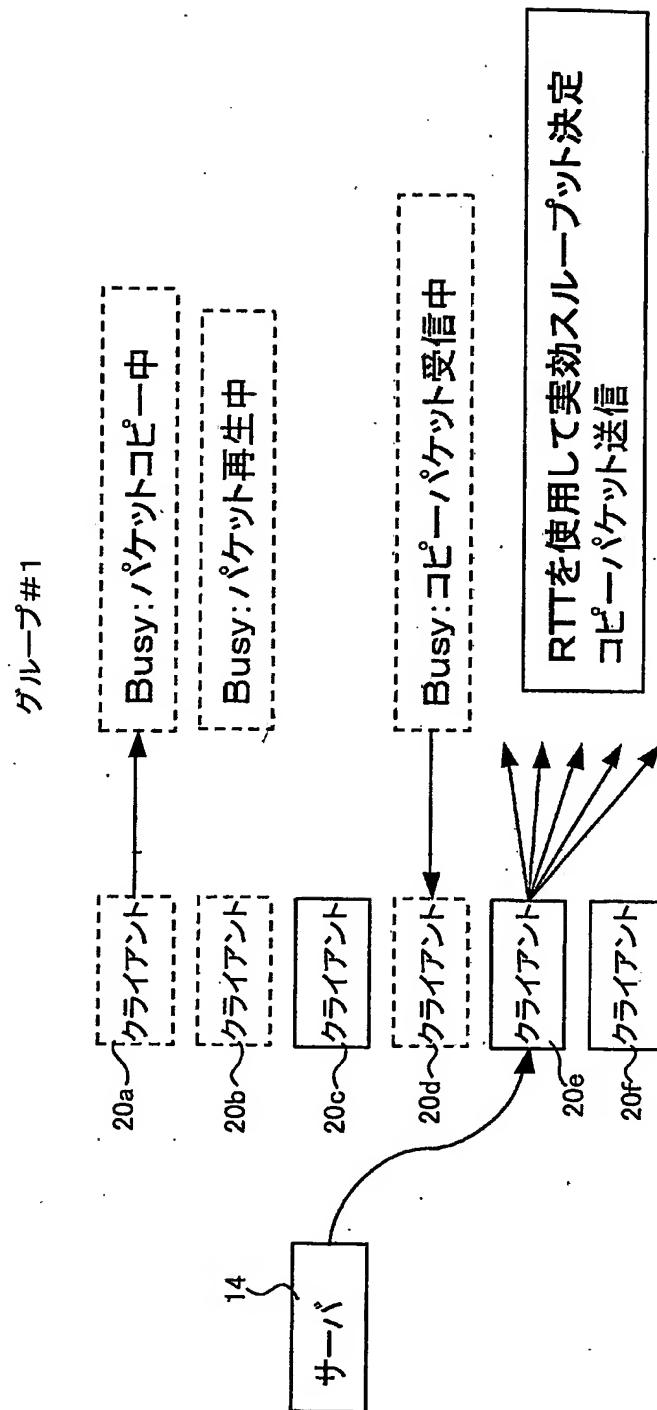 グループ#1
Busy:パケットコピー中
Busy:パケット再生中
Busy:コピーパケット受信中
RTTを使用して実効スループット決定
コピーパケット送信
クライアント
20a
クライアント
20b
クライアント
20c
クライアント
20d
クライアント
20e
クライアント
20f
14
サーバ